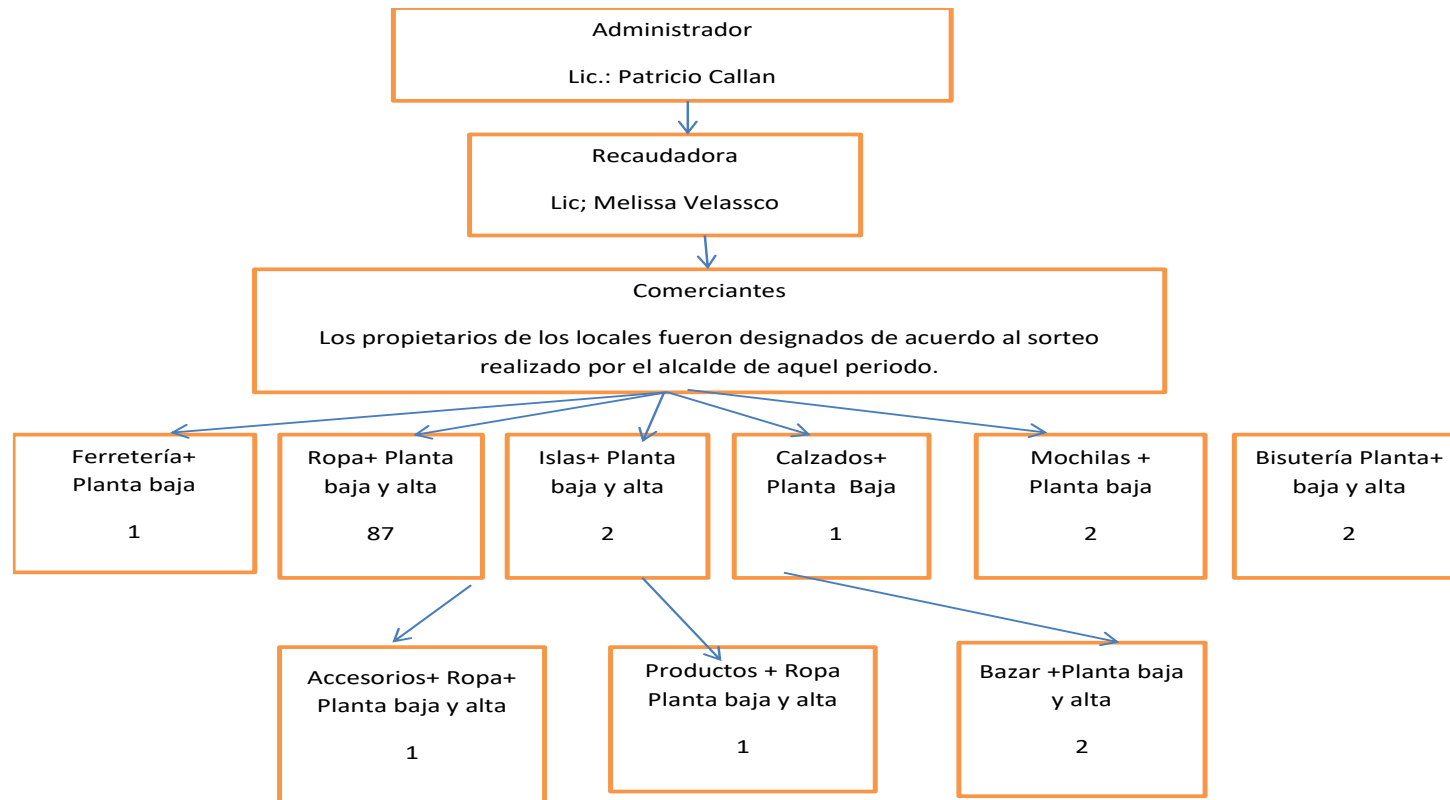 Administrador
Lic.: Patricio Callan
Recaudadora
Lic; Melissa Velassco
Comerciantes
Los propietarios de los locales fueron designados de acuerdo al sorteo
realizado por el alcalde de aquel periodo.
Ferretería+
Planta baja
1
Ropa+ Planta
baja y alta
87
Islas+ Planta
baja y alta
2
Calzados+
Planta Baja
1
Mochilas +
Planta baja
2
Bisutería Planta+
baja y alta
2
Accesorios+ Ropa+
Planta baja y alta
1
Productos + Ropa
Planta baja y alta
1
Bazar +Planta baja
y alta
2